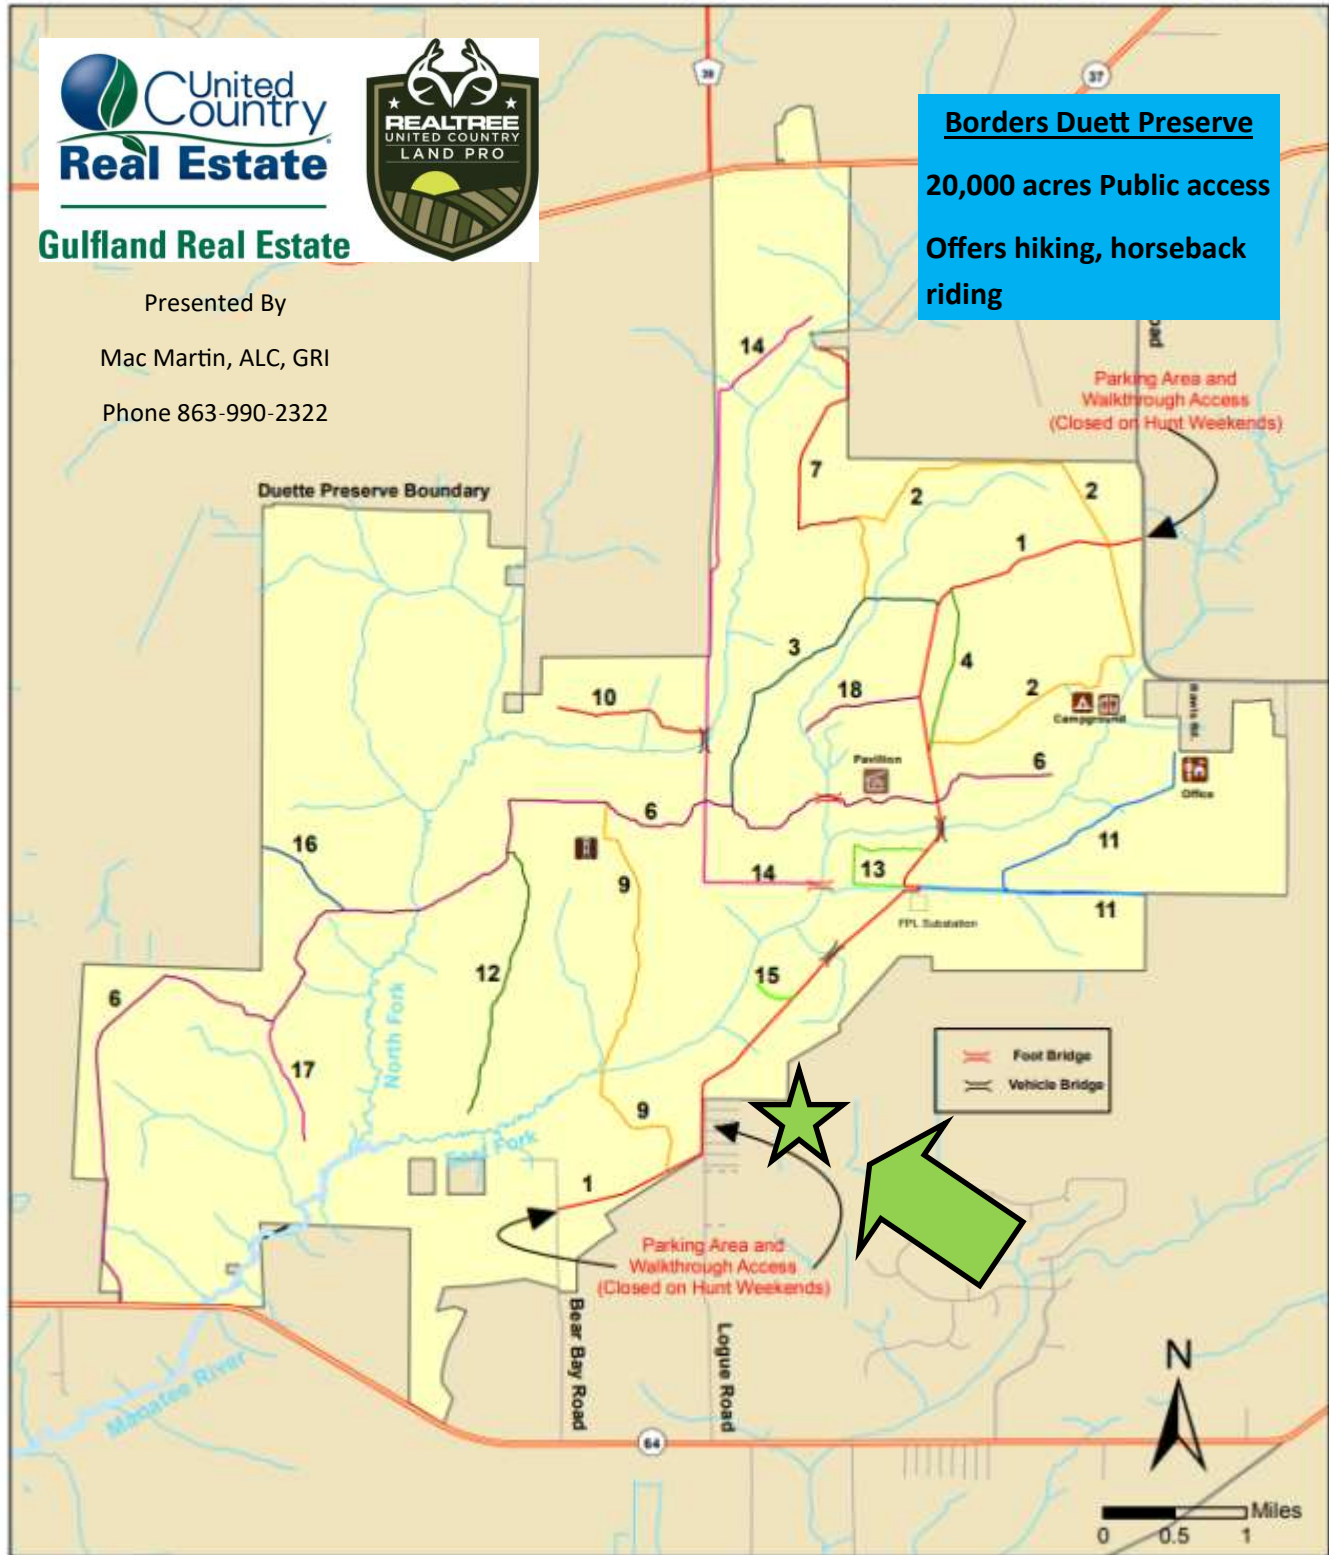 United
Country
Real Estate
Gulfland Real Estate
REALTREE
UNITED COUNTRY
LAND PRO
Presented By
Mac Martin, ALC, GRI
Phone 863-990-2322
39
37
Borders Duett Preserve
20,000 acres Public access
Offers hiking, horseback
riding
Parking Area and
Walkthrough Access
(Closed on Hunt Weekends)
Duette Preserve Boundary
14
7
2
2
1
3
4
18
10
2
Campground
Rawls Rd.
Pavillion
6
Office
6
16
9
14
13
11
11
FPL Substation
12
15
6
North Fork
17
Foot Bridge
Vehicle Bridge
9
East Fork
1
Parking Area and
Walkthrough Access
(Closed on Hunt Weekends)
Bear Bay Road
Logue Road
Manatee River
64
N
Miles
0 0.5 1